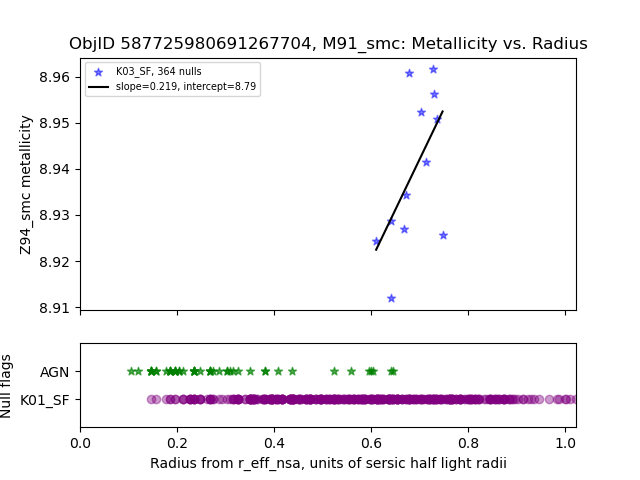 ObjID 587725980691267704, M91_smc: Metallicity vs. Radius
K03_SF, 364 nulls
slope=0.219, intercept=8.79
8.96
8.95
8.94
8.93
8.92
8.91
Z94_smc metallicity
AGN
K01_SF
Null flags
0.0 0.2 0.4 0.6 0.8 1.0
Radius from r_eff_nsa, units of sersic half light radii